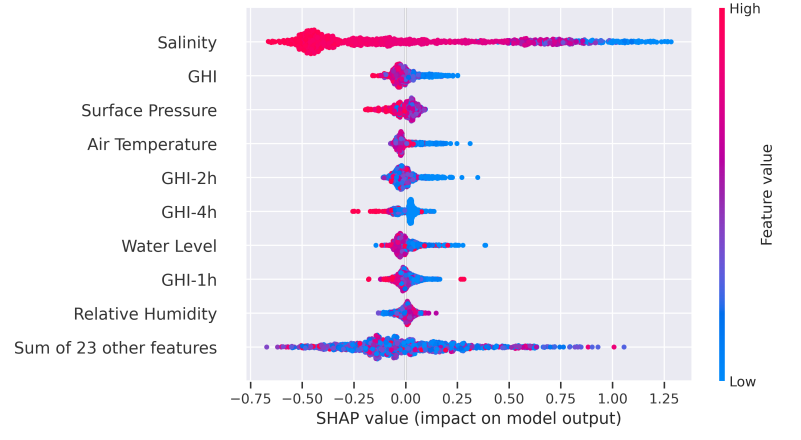 High
Salinity
GHI
Surface Pressure
Air Temperature
GHI-2h
GHI-4h
Water Level
GHI-1h
Relative Humidity
Sum of 23 other features
Feature value
Low
−0.75 −0.50 −0.25 0.00 0.25 0.50 0.75 1.00 1.25
SHAP value (impact on model output)